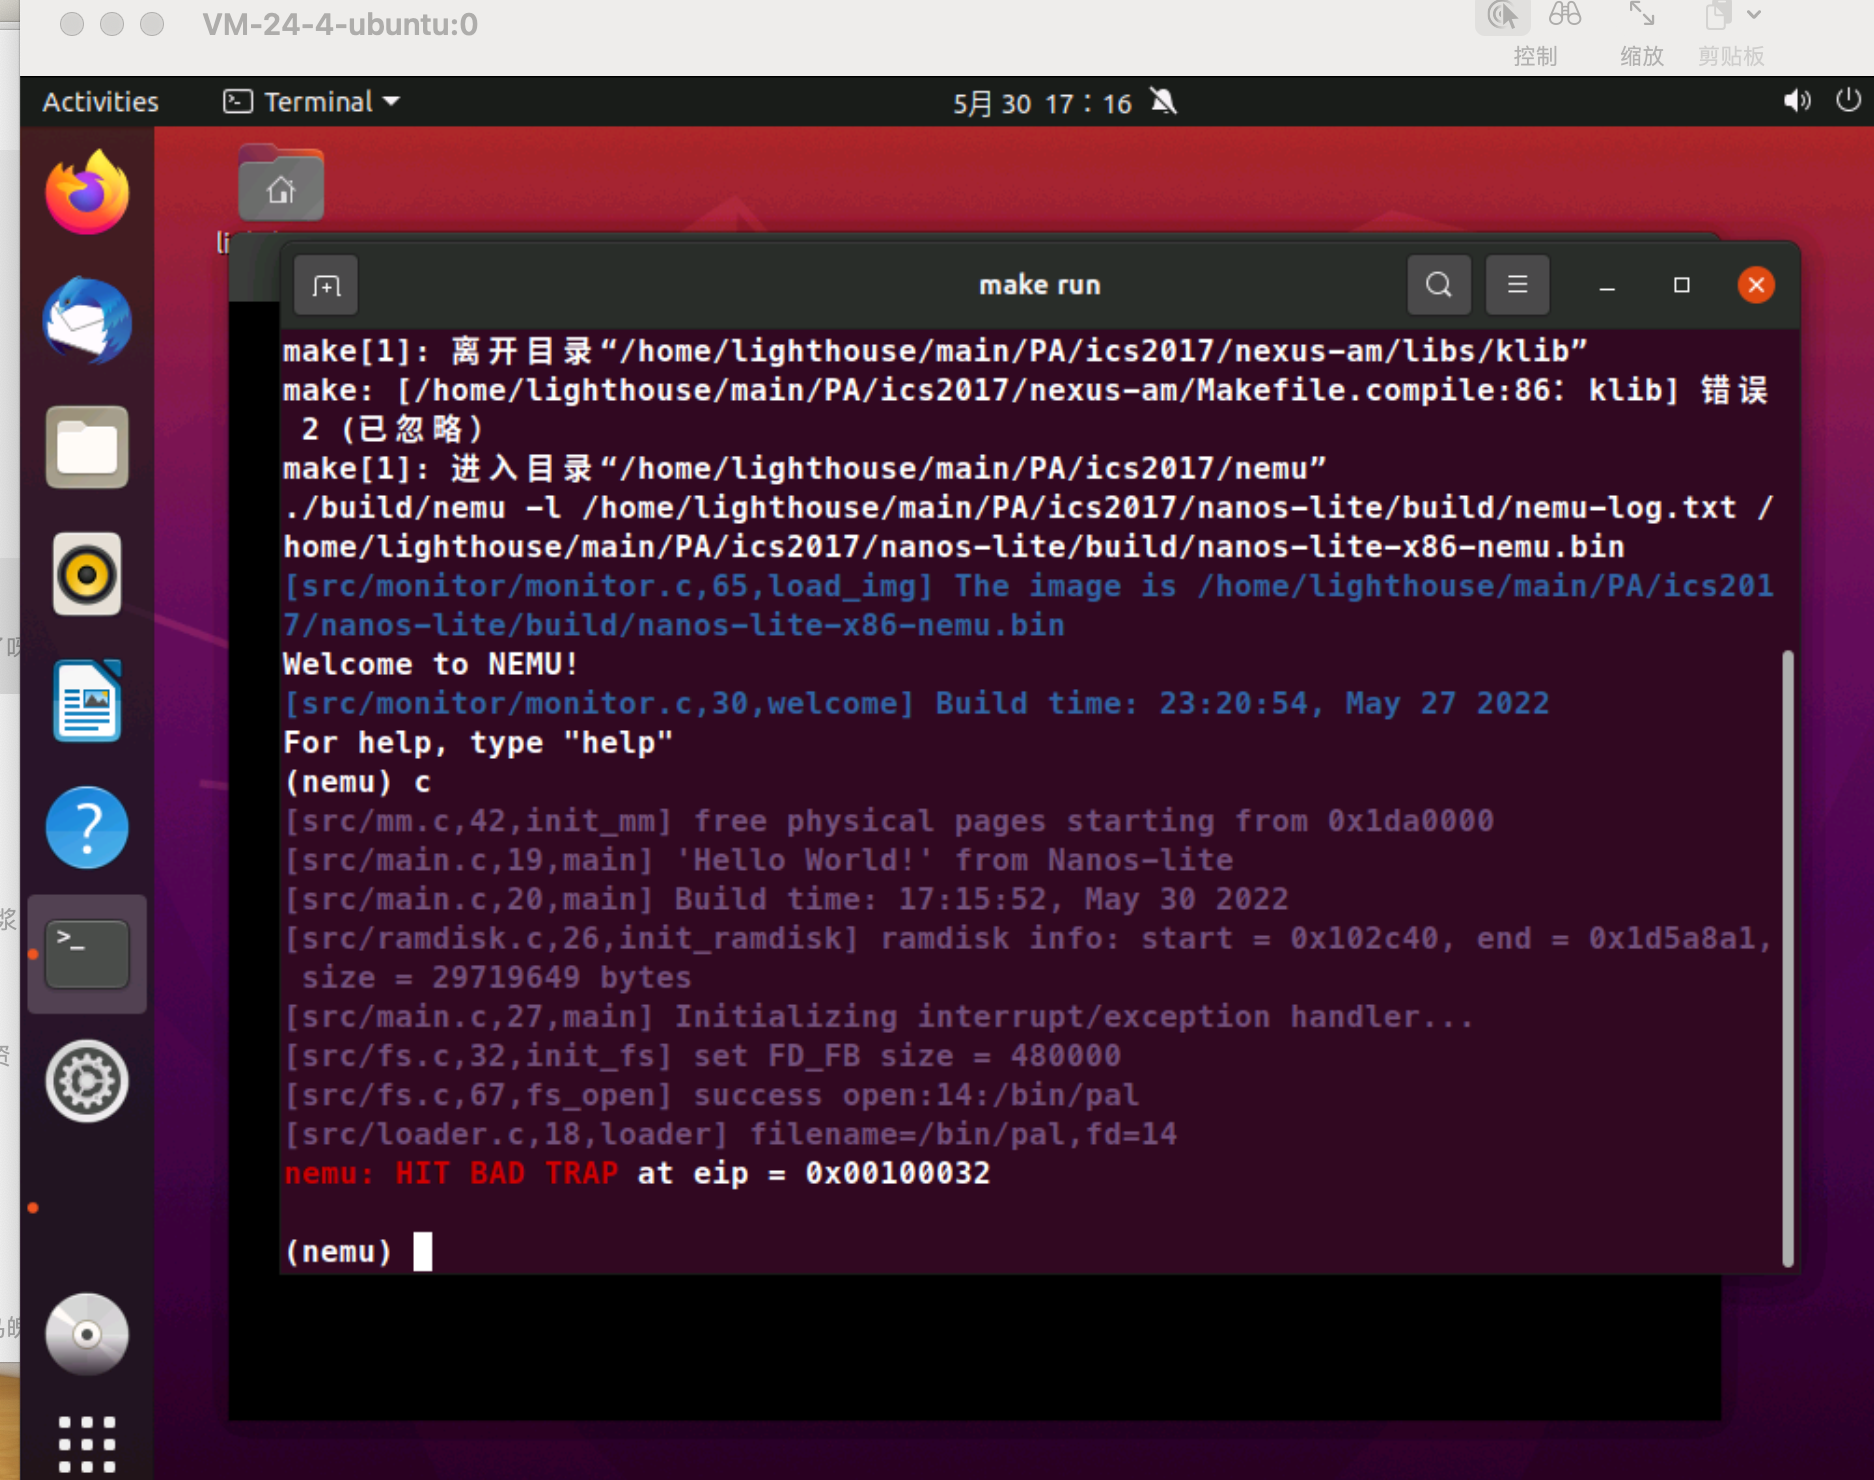 VM-24-4-ubuntu:0
控制
缩放
剪贴板
Activities
Terminal
5月 30 17：16
make run
make[1]: 离开目录“/home/lighthouse/main/PA/ics2017/nexus-am/libs/klib”
make: [/home/lighthouse/main/PA/ics2017/nexus-am/Makefile.compile:86：klib] 错误
2 (已忽略)
make[1]: 进入目录“/home/lighthouse/main/PA/ics2017/nemu”
./build/nemu -l /home/lighthouse/main/PA/ics2017/nanos-lite/build/nemu-log.txt /
home/lighthouse/main/PA/ics2017/nanos-lite/build/nanos-lite-x86-nemu.bin
[src/monitor/monitor.c,65,load_img] The image is /home/lighthouse/main/PA/ics201
7/nanos-lite/build/nanos-lite-x86-nemu.bin
Welcome to NEMU!
[src/monitor/monitor.c,30,welcome] Build time: 23:20:54, May 27 2022
For help, type "help"
(nemu) c
[src/mm.c,42,init_mm] free physical pages starting from 0x1da0000
[src/main.c,19,main] 'Hello World!' from Nanos-lite
[src/main.c,20,main] Build time: 17:15:52, May 30 2022
[src/ramdisk.c,26,init_ramdisk] ramdisk info: start = 0x102c40, end = 0x1d5a8a1,
size = 29719649 bytes
[src/main.c,27,main] Initializing interrupt/exception handler...
[src/fs.c,32,init_fs] set FD_FB size = 480000
[src/fs.c,67,fs_open] success open:14:/bin/pal
[src/loader.c,18,loader] filename=/bin/pal,fd=14
nemu: HIT BAD TRAP at eip = 0x00100032
(nemu)